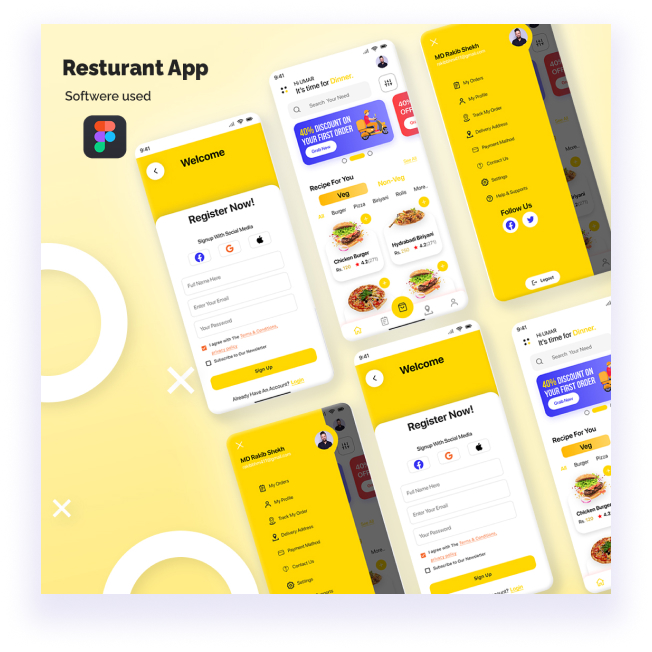 Resturant App
Softwere used
9:41
Welcome
Register Now!
Signup With Social Media
Full Name Here
Enter Your Email
Your Password
I agree with The Terms & Conditions,
privacy policy
Subscribe to Our Newsletter
Sign Up
Already Have An Account? Login
9:41
Hi UMAR
It's time for Dinner.
Search Your Need
40% DISCOUNT ON
YOUR FIRST ORDER
Grab Now
40%
OFF
Recipe For You
See All
Veg
Non-Veg
All
Burger
Pizza
Biriyani
Rolls
More..
Chicken Burger
Rs. 120
4.2
Hydrabadi Biriyani
4.2
MD Rakib Shekh
My Orders
My Profile
Track My Order
Delivery Address
Payment Method
Contact Us
Settings
Help & Supports
Follow Us
Logout
MD Rakib Shekh
My Orders
My Profile
Track My Order
Delivery Address
Payment Method
Contact Us
Settings
More..
9:41
Welcome
Register Now!
Signup With Social Media
Full Name Here
Enter Your Email
Your Password
I agree with The Terms & Conditions,
privacy policy
Subscribe to Our Newsletter
Sign Up
Login
9:41
Hi UMAR
It's time for Dinner.
Search Your Need
40% DISCOUNT ON
YOUR FIRST ORDER
Grab Now
Recipe For You
Veg
All
Burger
Pizza
Chicken Burger
Rs. 120
4.2